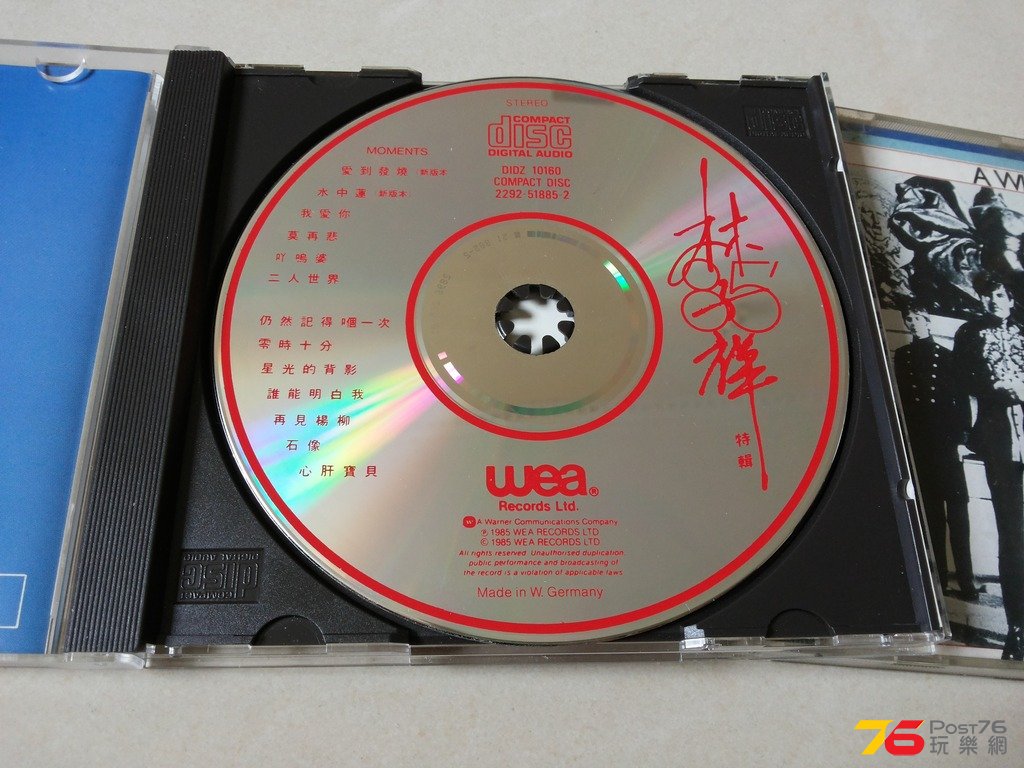 STEREO
COMPACT
disc
DIGITAL AUDIO
DIDZ 10160
COMPACT DISC
2292-51885 2
MOMENTS
愛到發燒（新版本）
水中蓮（新版本）
我愛你
莫再悲
吖嗚婆
二人世界
仍然記得嗰一次
零時十分
星光的背影
誰能明白我
再見楊柳
石像
心肝寶貝
林子祥
特輯
wea®
Records Ltd.
A Warner Communications Company
℗ 1985 WEA RECORDS LTD
© 1985 WEA RECORDS LTD
All rights reserved. Unauthorised duplication,
public performance and broadcasting of
the record is a violation of applicable laws
Made in W. Germany
COMPACT
disc
DIGITAL AUDIO
A W
76 POST76
玩樂網